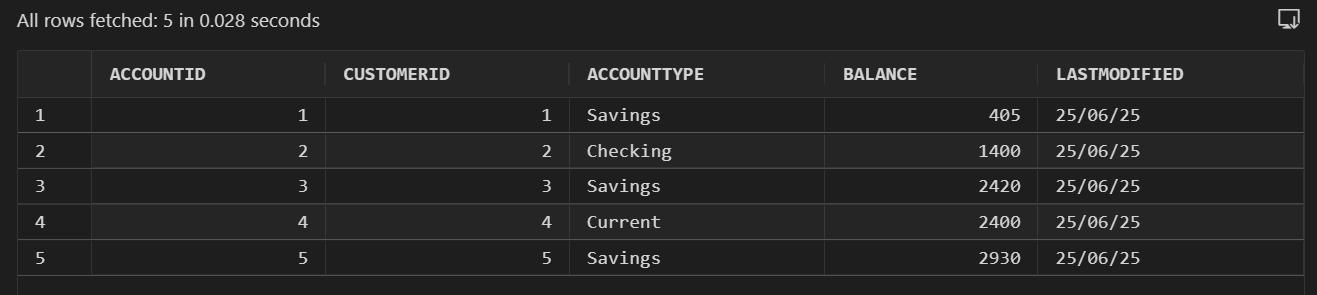 All rows fetched: 5 in 0.028 seconds
ACCOUNTID CUSTOMERID ACCOUNTTYPE BALANCE LASTMODIFIED
1 1 1 Savings 405 25/06/25
2 2 2 Checking 1400 25/06/25
3 3 3 Savings 2420 25/06/25
4 4 4 Current 2400 25/06/25
5 5 5 Savings 2930 25/06/25